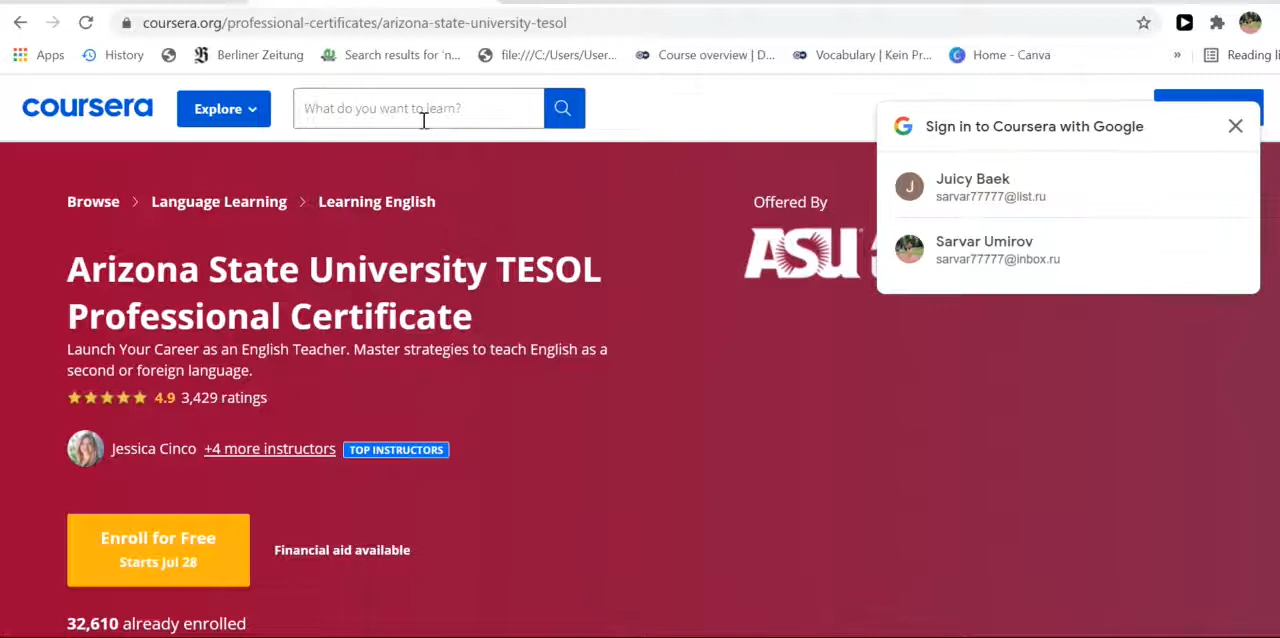 coursera.org/professional-certificates/arizona-state-university-tesol
Apps History Berliner Zeitung Search results for 'n... file:///C:/Users/User... Course overview | D... Vocabulary | Kein Pr... Home - Canva » Reading li
coursera Explore What do you want to learn?
Sign in to Coursera with Google
J Juicy Baek
sarvar77777@list.ru
Sarvar Umirov
sarvar77777@inbox.ru
Browse > Language Learning > Learning English
Offered By
ASU
Arizona State University TESOL
Professional Certificate
Launch Your Career as an English Teacher. Master strategies to teach English as a
second or foreign language.
4.9 3,429 ratings
Jessica Cinco +4 more instructors TOP INSTRUCTORS
Enroll for Free
Starts Jul 28
Financial aid available
32,610 already enrolled